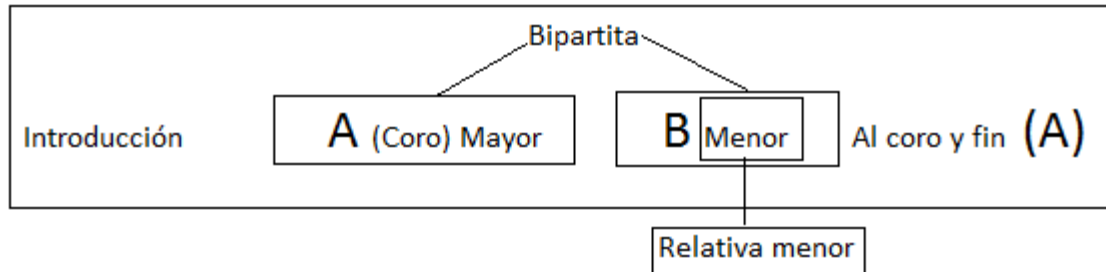 Bipartita
Introducción A (Coro) Mayor B Menor Al coro y fin (A)
Relativa menor